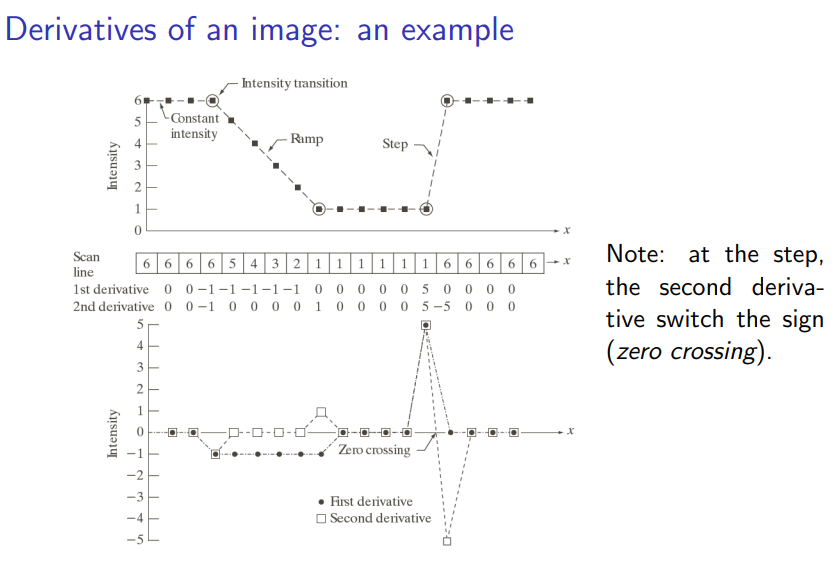 Derivatives of an image: an example
Intensity transition
6
Constant
intensity
5
4
Ramp
Step
3
2
1
0
Intensity
x
Scan
line
6 6 6 6 5 4 3 2 1 1 1 1 1 1 6 6 6 6 6 x
1st derivative 0 0 −1 −1 −1 −1 −1 0 0 0 0 0 5 0 0 0 0
2nd derivative 0 0 −1 0 0 0 0 1 0 0 0 0 5 −5 0 0 0
5
4
3
2
1
0
−1
−2
−3
−4
−5
Intensity
x
Zero crossing
First derivative
Second derivative
Note: at the step,
the second deriva-
tive switch the sign
(zero crossing).